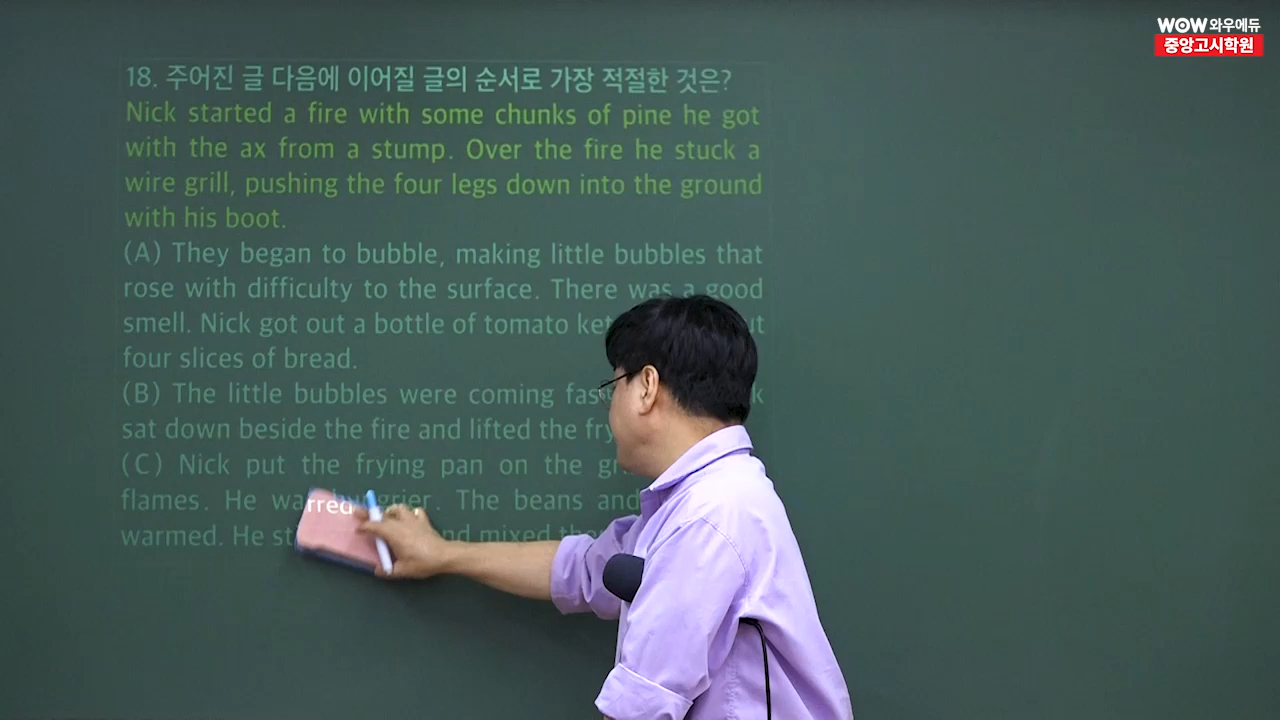 WOW 와우에듀
중앙고시학원
18. 주어진 글 다음에 이어질 글의 순서로 가장 적절한 것은?
Nick started a fire with some chunks of pine he got
with the ax from a stump. Over the fire he stuck a
wire grill, pushing the four legs down into the ground
with his boot.
(A) They began to bubble, making little bubbles that
rose with difficulty to the surface. There was a good
smell. Nick got out a bottle of tomato
four slices of bread.
(B) The little bubbles were coming
sat down beside the fire and lifted the
(C) Nick put the frying pan on the
flames. He was hungrier. The beans and
warmed. He and mixed